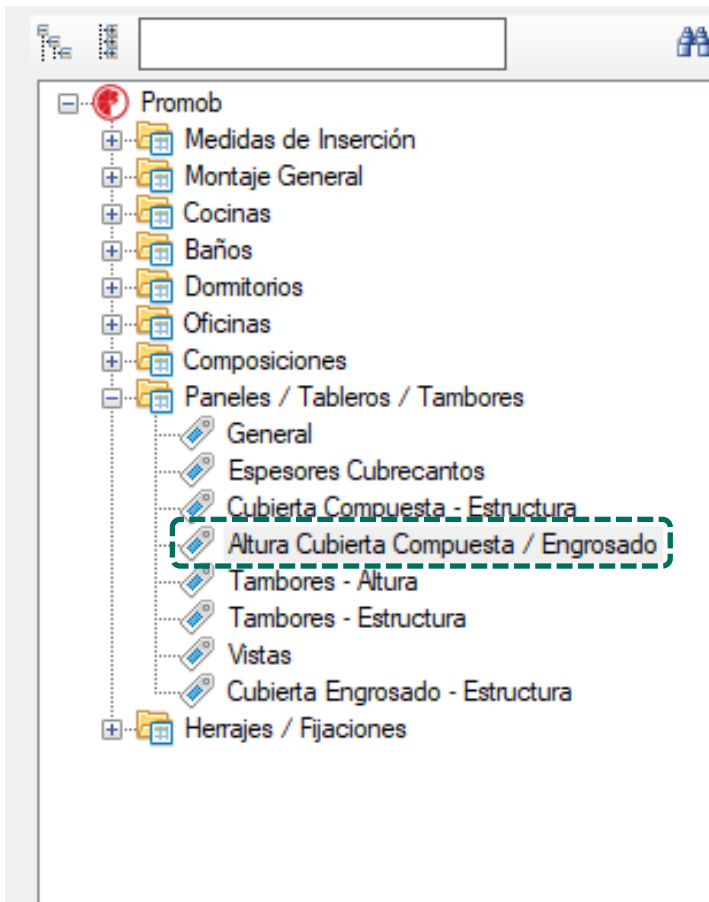 Promob
Medidas de Inserción
Montaje General
Cocinas
Baños
Dormitorios
Oficinas
Composiciones
Paneles / Tableros / Tambores
General
Espesores Cubrecantos
Cubierta Compuesta - Estructura
Altura Cubierta Compuesta / Engrosado
Tambores - Altura
Tambores - Estructura
Vistas
Cubierta Engrosado - Estructura
Herrajes / Fijaciones